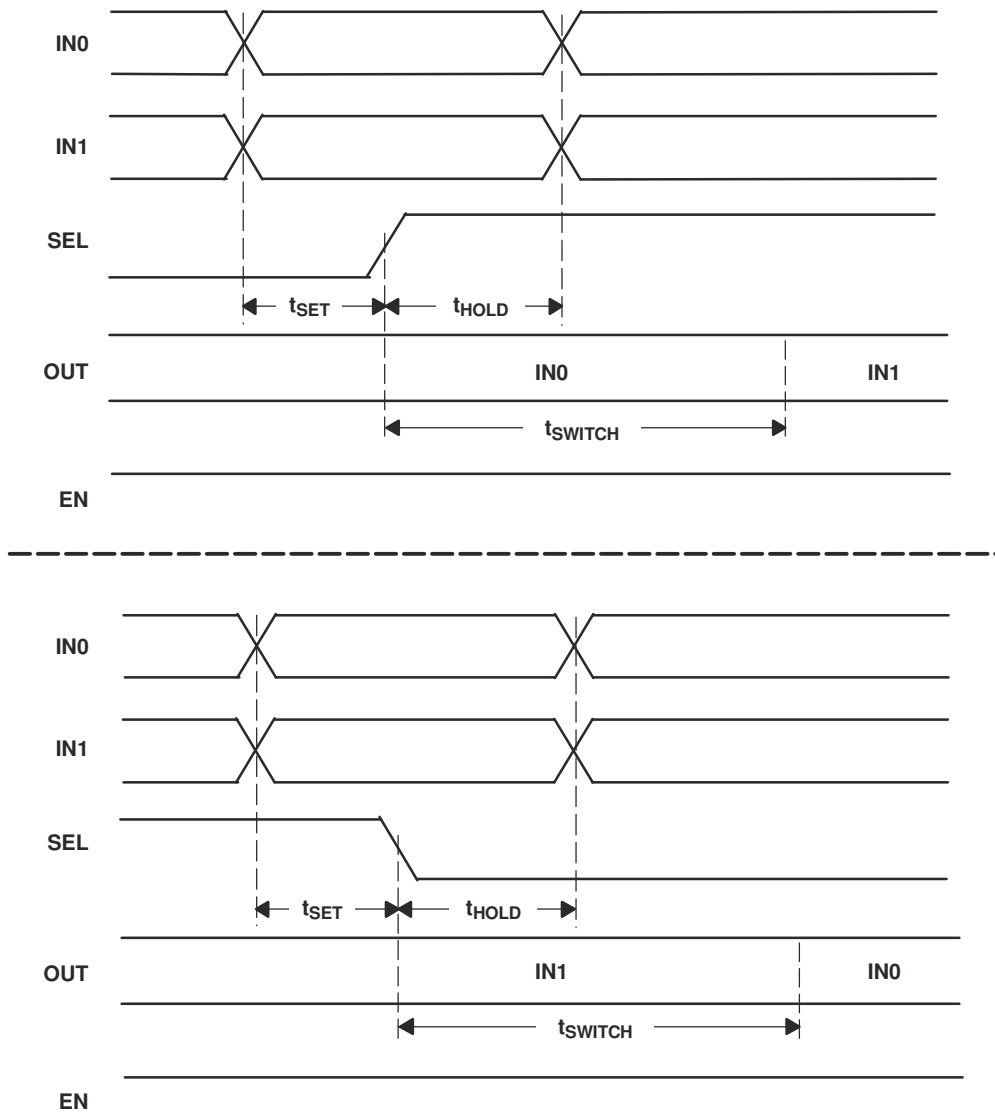 IN0
IN1
SEL
tSET tHOLD
OUT IN0 IN1
tSWITCH
EN
IN0
IN1
SEL
tSET tHOLD
OUT IN1 IN0
tSWITCH
EN